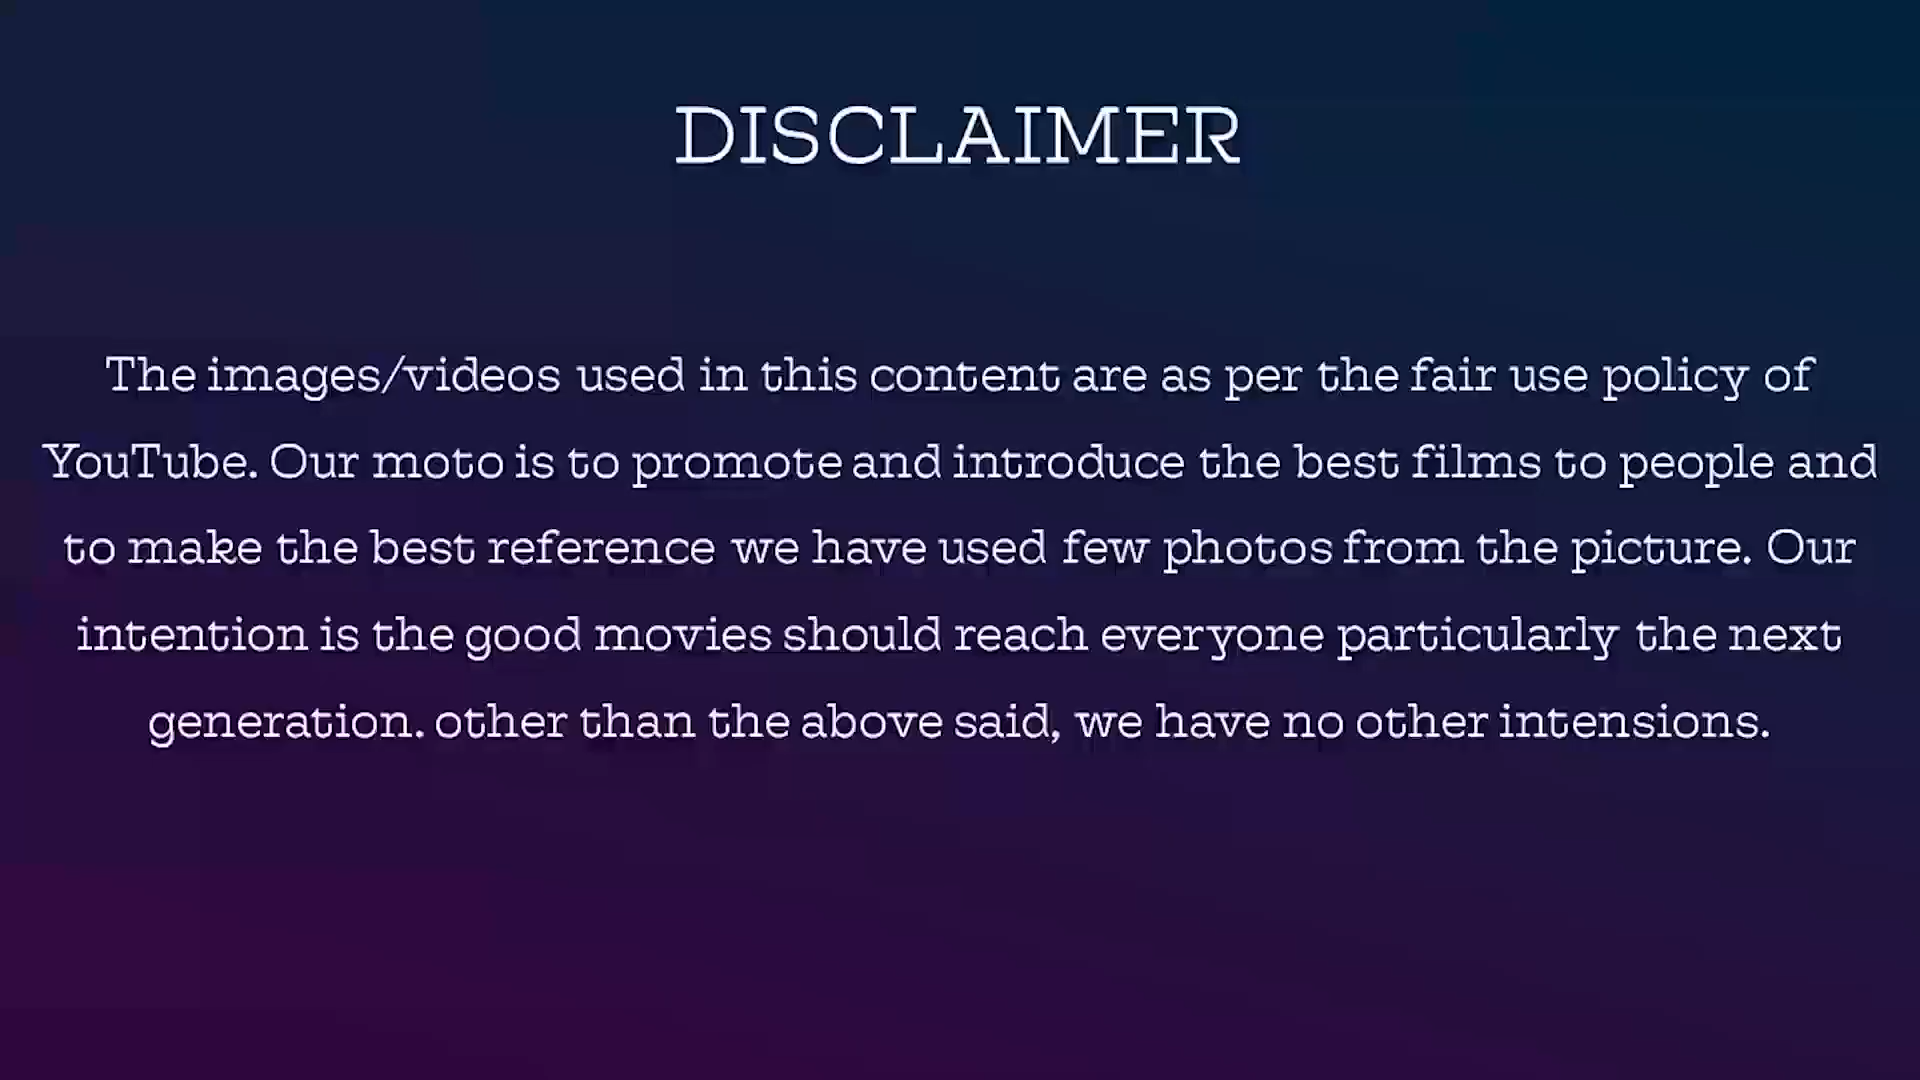 DISCLAIMER
The images/videos used in this content are as per the fair use policy of
YouTube. Our moto is to promote and introduce the best films to people and
to make the best reference we have used few photos from the picture. Our
intention is the good movies should reach everyone particularly the next
generation. other than the above said, we have no other intensions.